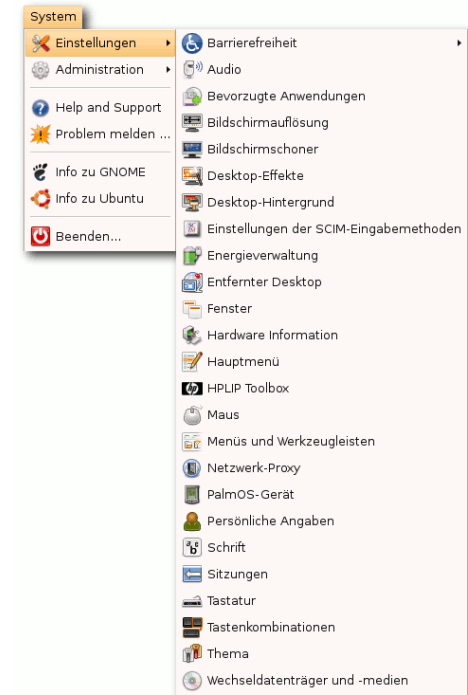 System
Einstellungen
Administration
Help and Support
Problem melden ...
Info zu GNOME
Info zu Ubuntu
Beenden...
Barrierefreiheit
Audio
Bevorzugte Anwendungen
Bildschirmauflösung
Bildschirmschoner
Desktop-Effekte
Desktop-Hintergrund
Einstellungen der SCIM-Eingabemethoden
Energieverwaltung
Entfernter Desktop
Fenster
Hardware Information
Hauptmenü
HPLIP Toolbox
Maus
Menüs und Werkzeugleisten
Netzwerk-Proxy
PalmOS-Gerät
Persönliche Angaben
Schrift
Sitzungen
Tastatur
Tastenkombinationen
Thema
Wechseldatenträger und -medien